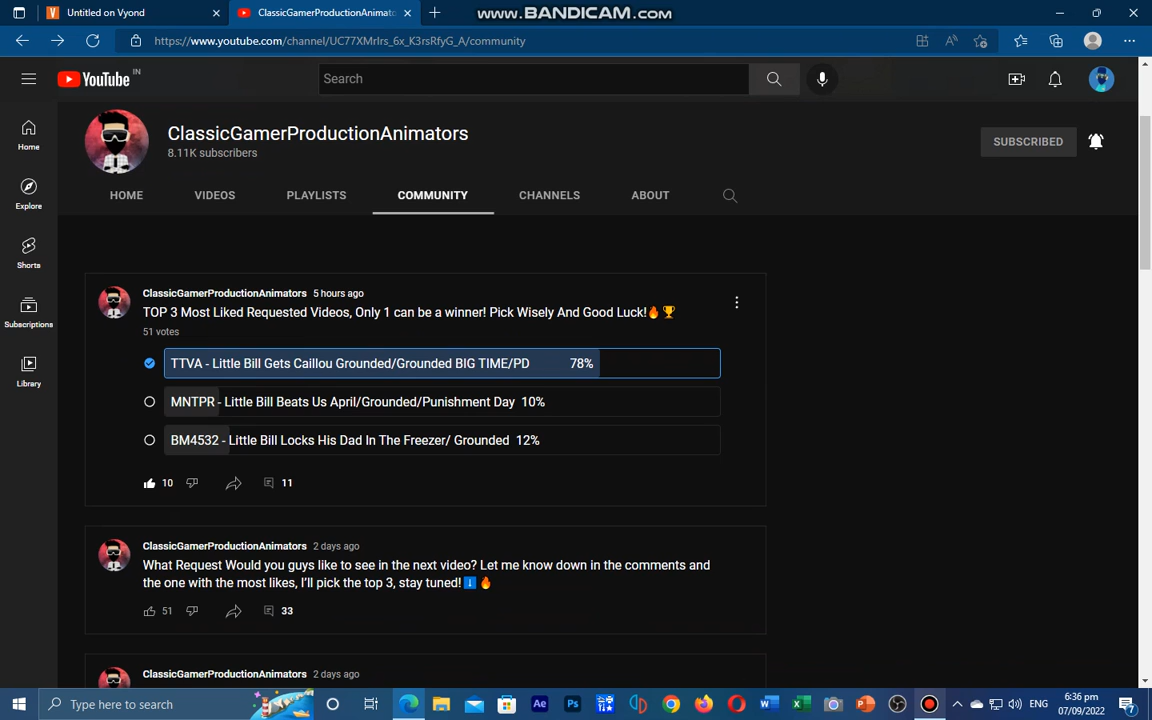 Untitled on Vyond
ClassicGamerProductionAnimato
www.BANDICAM.com
https://www.youtube.com/channel/UC77XMrIrs_6x_K3rsRfyG_A/community
YouTube IN
Search
Home
Explore
Shorts
Subscriptions
Library
ClassicGamerProductionAnimators
8.11K subscribers
SUBSCRIBED
HOME VIDEOS PLAYLISTS COMMUNITY CHANNELS ABOUT
ClassicGamerProductionAnimators 5 hours ago
TOP 3 Most Liked Requested Videos, Only 1 can be a winner! Pick Wisely And Good Luck!🔥🏆
51 votes
TTVA - Little Bill Gets Caillou Grounded/Grounded BIG TIME/PD 78%
MNTPR - Little Bill Beats Us April/Grounded/Punishment Day 10%
BM4532 - Little Bill Locks His Dad In The Freezer/ Grounded 12%
10 11
ClassicGamerProductionAnimators 2 days ago
What Request Would you guys like to see in the next video? Let me know down in the comments and
the one with the most likes, I'll pick the top 3, stay tuned!⬇️🔥
51 33
ClassicGamerProductionAnimators 2 days ago
Type here to search
Ae
Ps
ENG
6:36 pm
07/09/2022
7